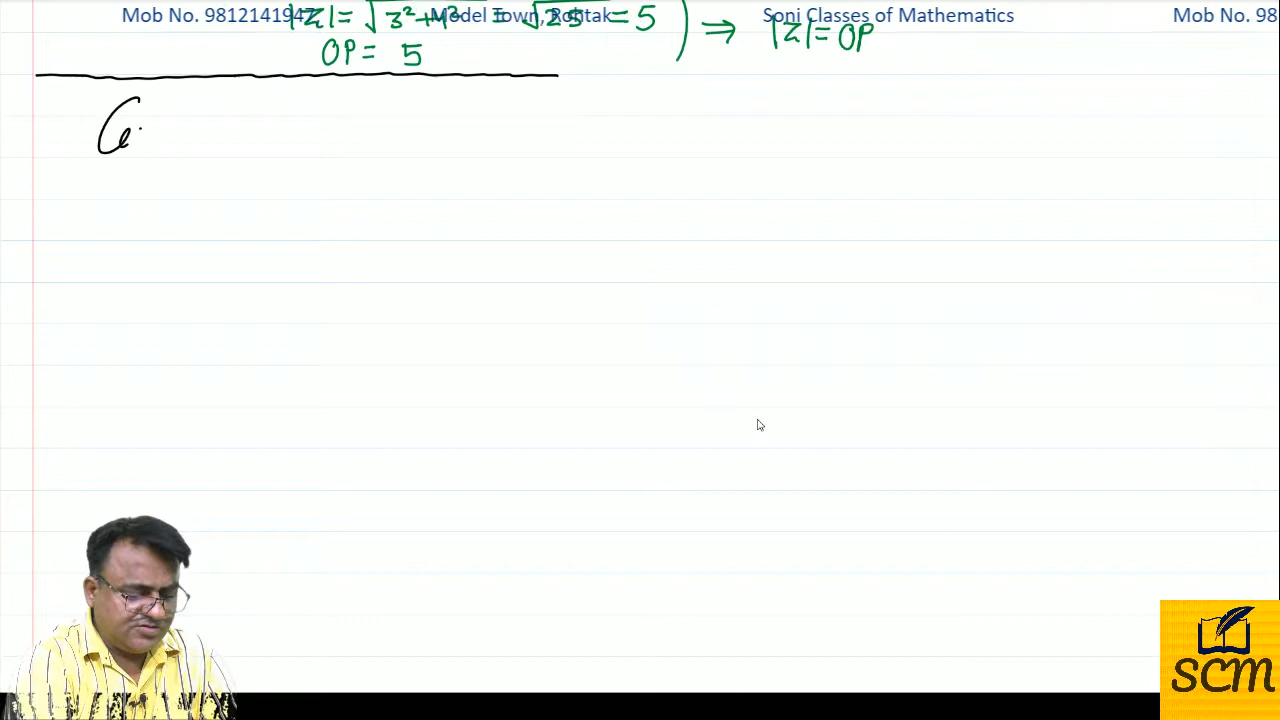 Mob No. 9812141947 Model Town, Rohtak Soni Classes of Mathematics Mob No. 98
|Z| = √3²+4² = √25 = 5 ⇒ |Z| = OP
OP = 5
SCM